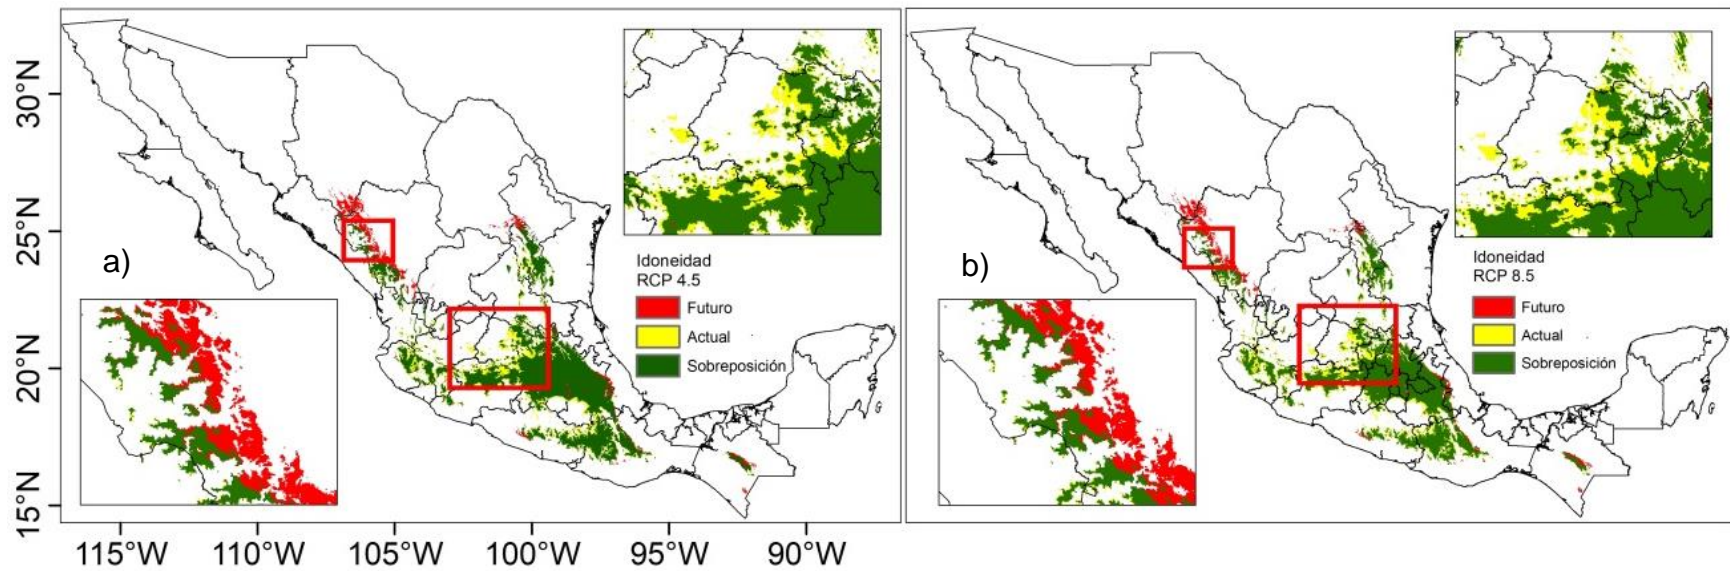 30°N
25°N
20°N
15°N
a)
Idoneidad
RCP 4.5
Futuro
Actual
Sobreposición
b)
Idoneidad
RCP 8.5
Futuro
Actual
Sobreposición
115°W
110°W
105°W
100°W
95°W
90°W